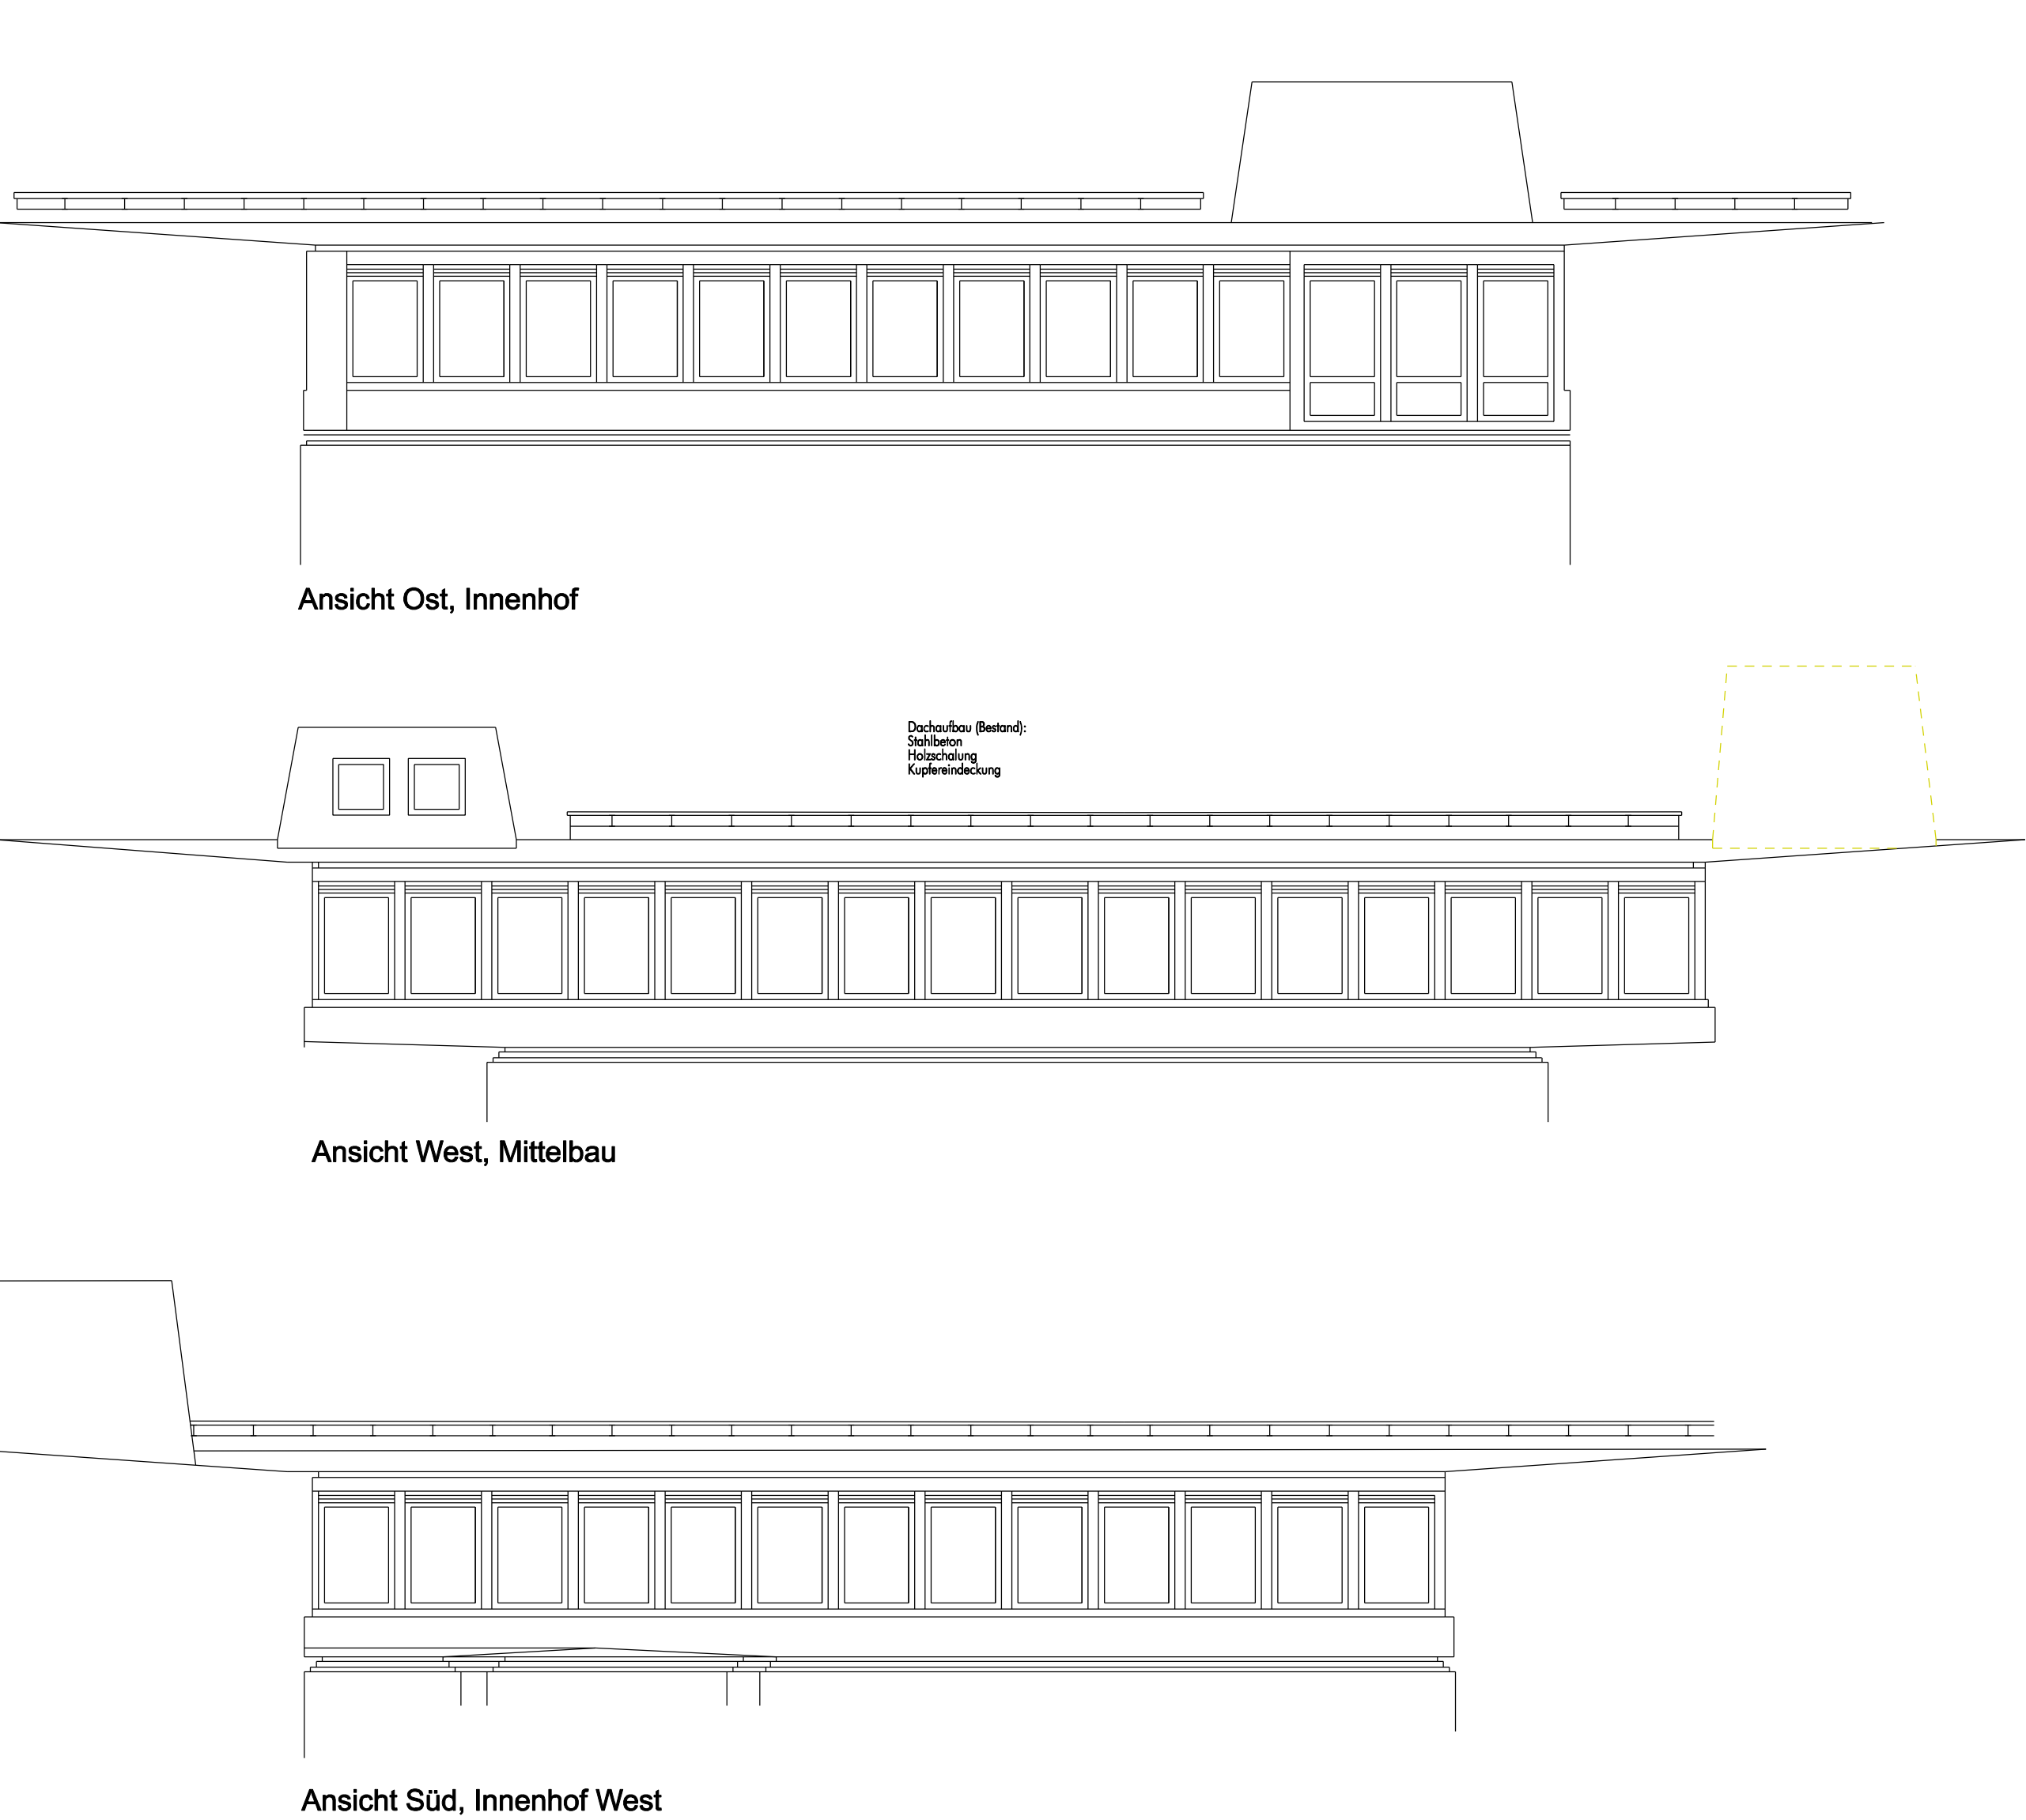 Ansicht Ost, Innenhof
Dachaufbau (Bestand):
Stahlbeton
Holzschalung
Kupfereindeckung
Ansicht West, Mittelbau
Ansicht Süd, Innenhof West